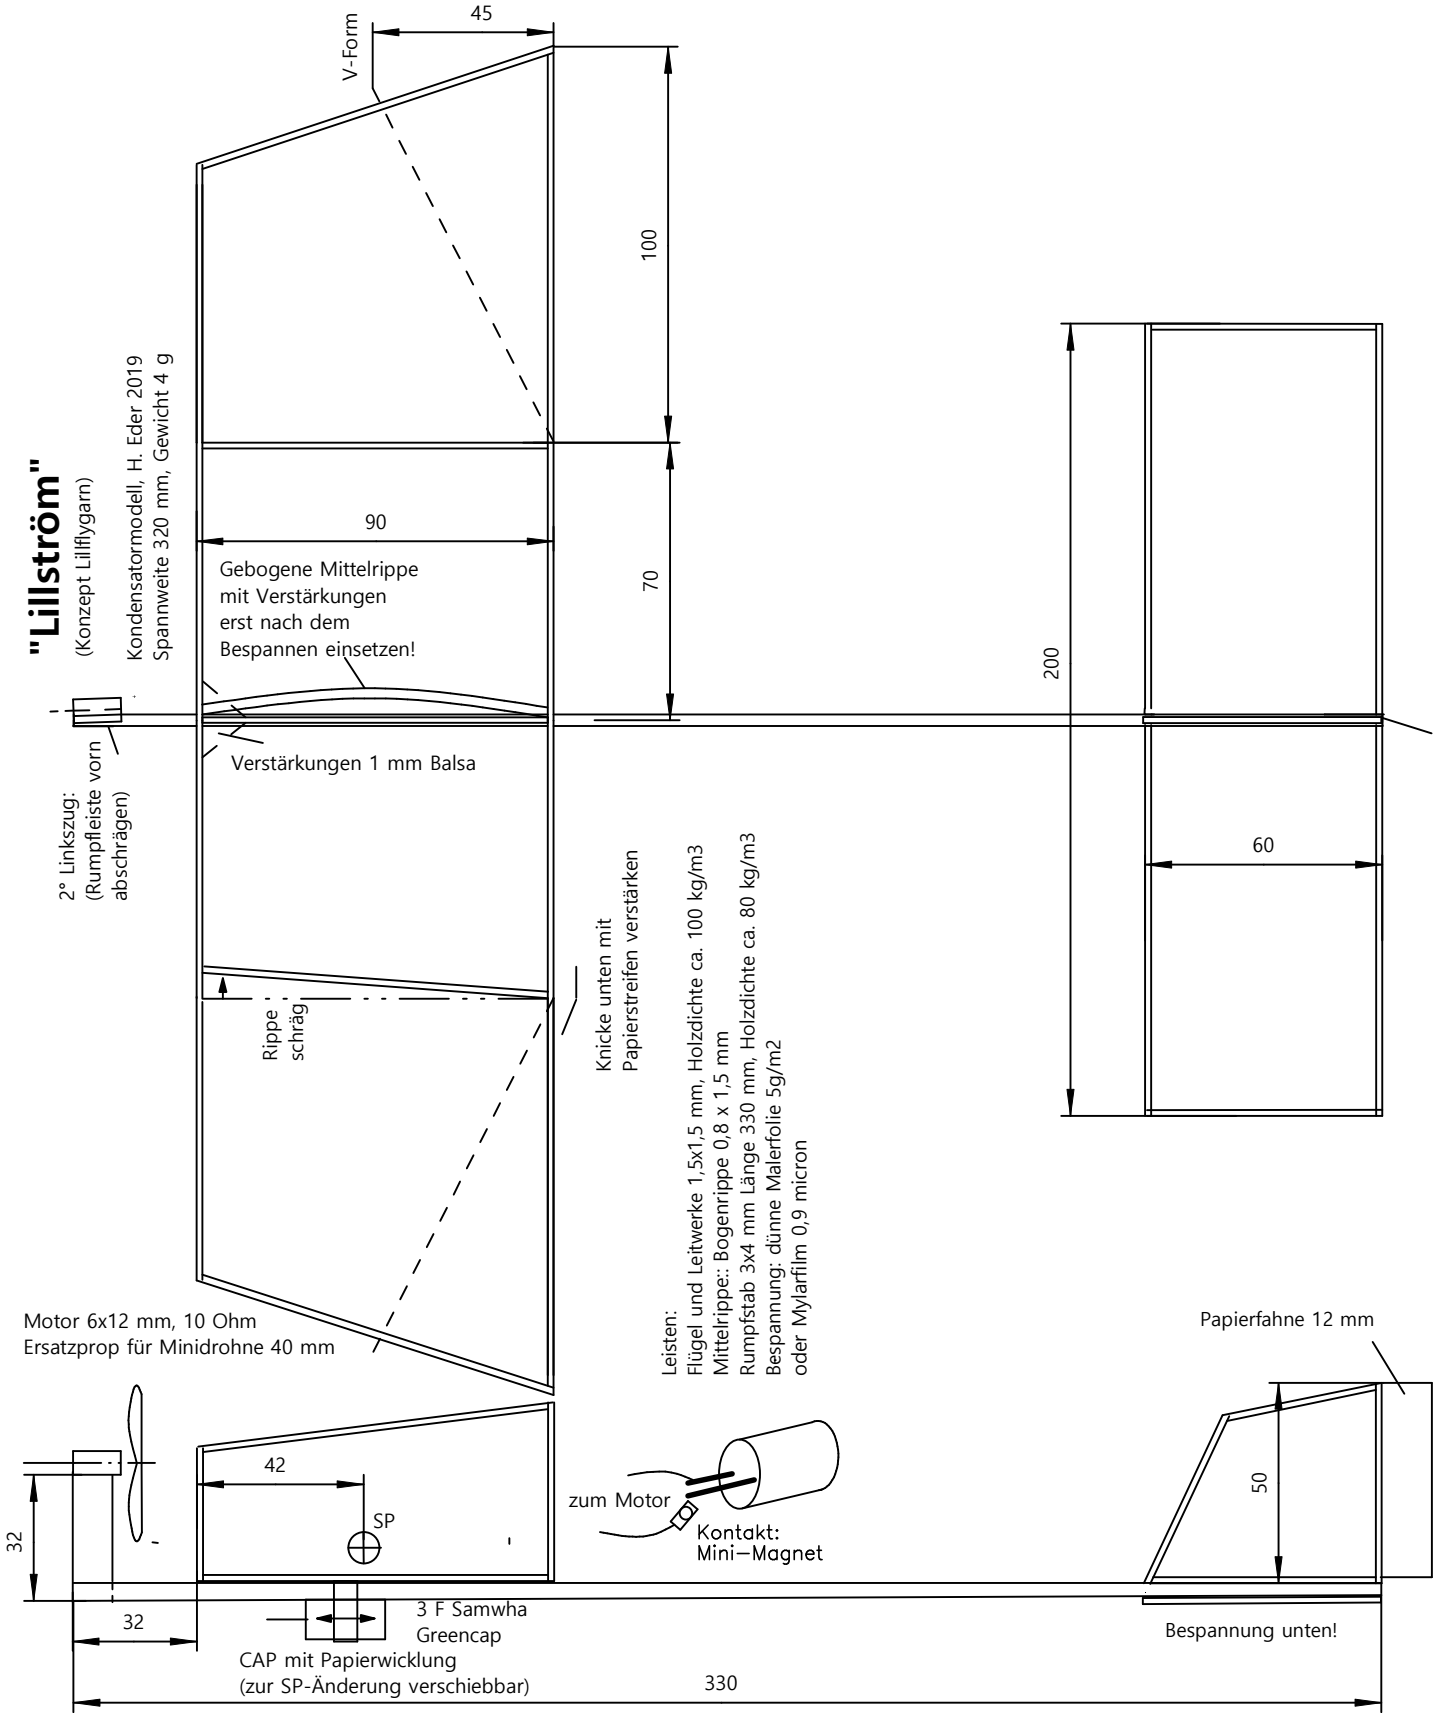 "Lillström"
(Konzept Lillflygarn)
Kondensatormodell, H. Eder 2019
Spannweite 320 mm, Gewicht 4 g
V-Form
45
100
90
70
Gebogene Mittelrippe
mit Verstärkungen
erst nach dem
Bespannen einsetzen!
Verstärkungen 1 mm Balsa
2° Linkszug:
(Rumpfleiste vorn
abschrägen)
200
60
Rippe
schräg
Knicke unten mit
Papierstreifen verstärken
Leisten:
Flügel und Leitwerke 1,5x1,5 mm, Holzdichte ca. 100 kg/m3
Mittelrippe:: Bogenrippe 0,8 x 1,5 mm
Rumpfstab 3x4 mm Länge 330 mm, Holzdichte ca. 80 kg/m3
Bespannung: dünne Malerfolie 5g/m2
oder Mylarfilm 0,9 micron
Motor 6x12 mm, 10 Ohm
Ersatzprop für Minidrohne 40 mm
Papierfahne 12 mm
42
SP
32
32
50
zum Motor
Kontakt:
Mini-Magnet
3 F Samwha
Greencap
CAP mit Papierwicklung
(zur SP-Änderung verschiebbar)
Bespannung unten!
330